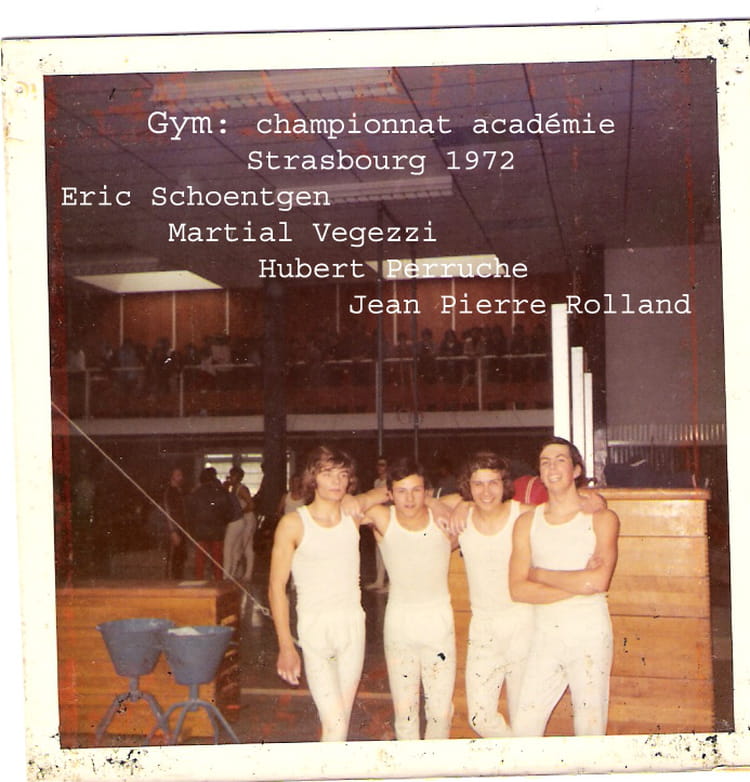 Gym: championnat académie
Strasbourg 1972
Eric Schoentgen
Martial Vegezzi
Hubert Perruche
Jean Pierre Rolland